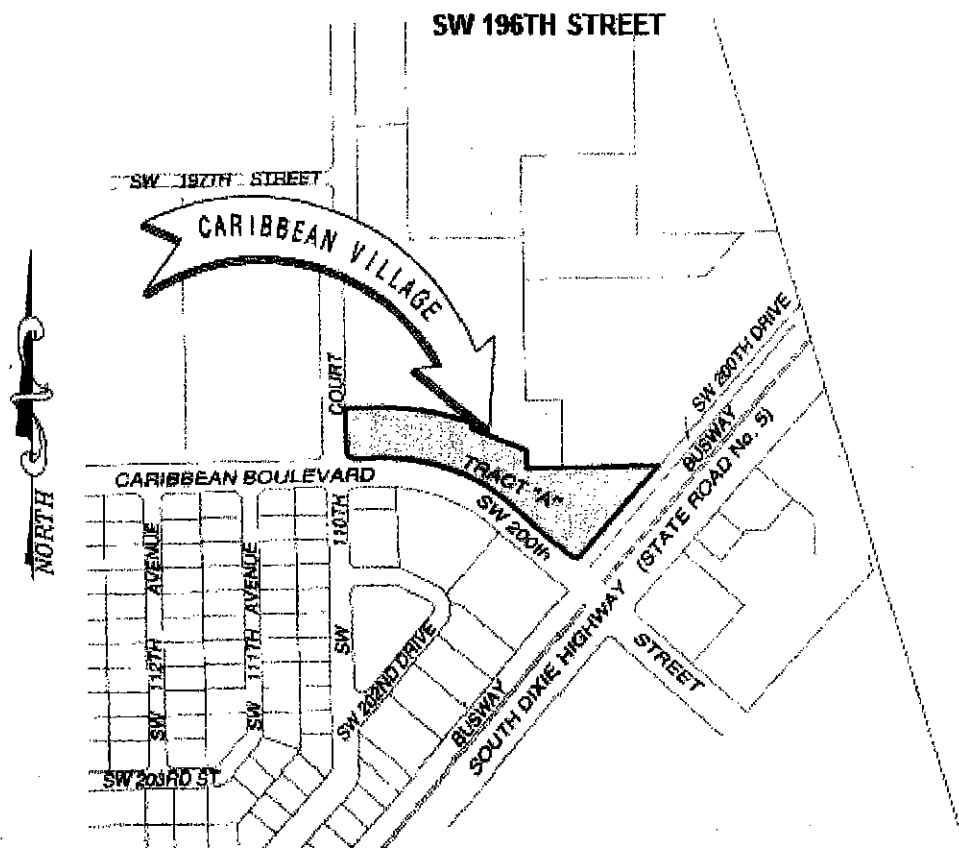 SW 196TH STREET
SW 197TH STREET
CARIBBEAN VILLAGE
NORTH
COURT
SW 200TH DRIVE
BUSWAY
(STATE ROAD No. 5)
TRACT "A"
CARIBBEAN BOULEVARD
SW 200th
110TH
SW
SW 112TH AVENUE
SW 111TH AVENUE
SW 202ND DRIVE
BUSWAY
SOUTH DIXIE HIGHWAY
STREET
SW 203RD ST.